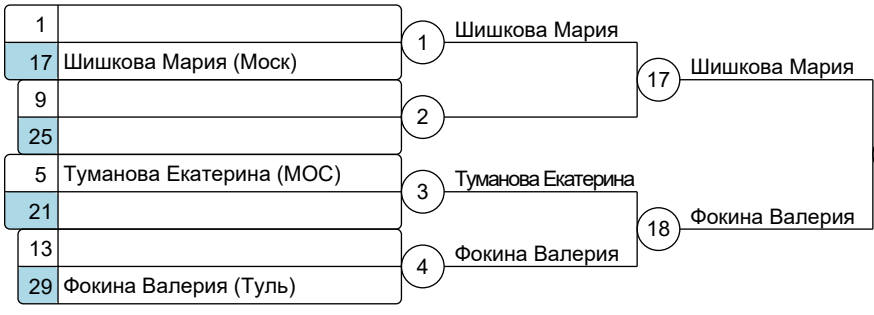 1
17 Шишкова Мария (Моск)
9
25
5 Туманова Екатерина (МОС)
21
13
29 Фокина Валерия (Туль)
1 Шишкова Мария
2
3 Туманова Екатерина
4 Фокина Валерия
17 Шишкова Мария
18 Фокина Валерия